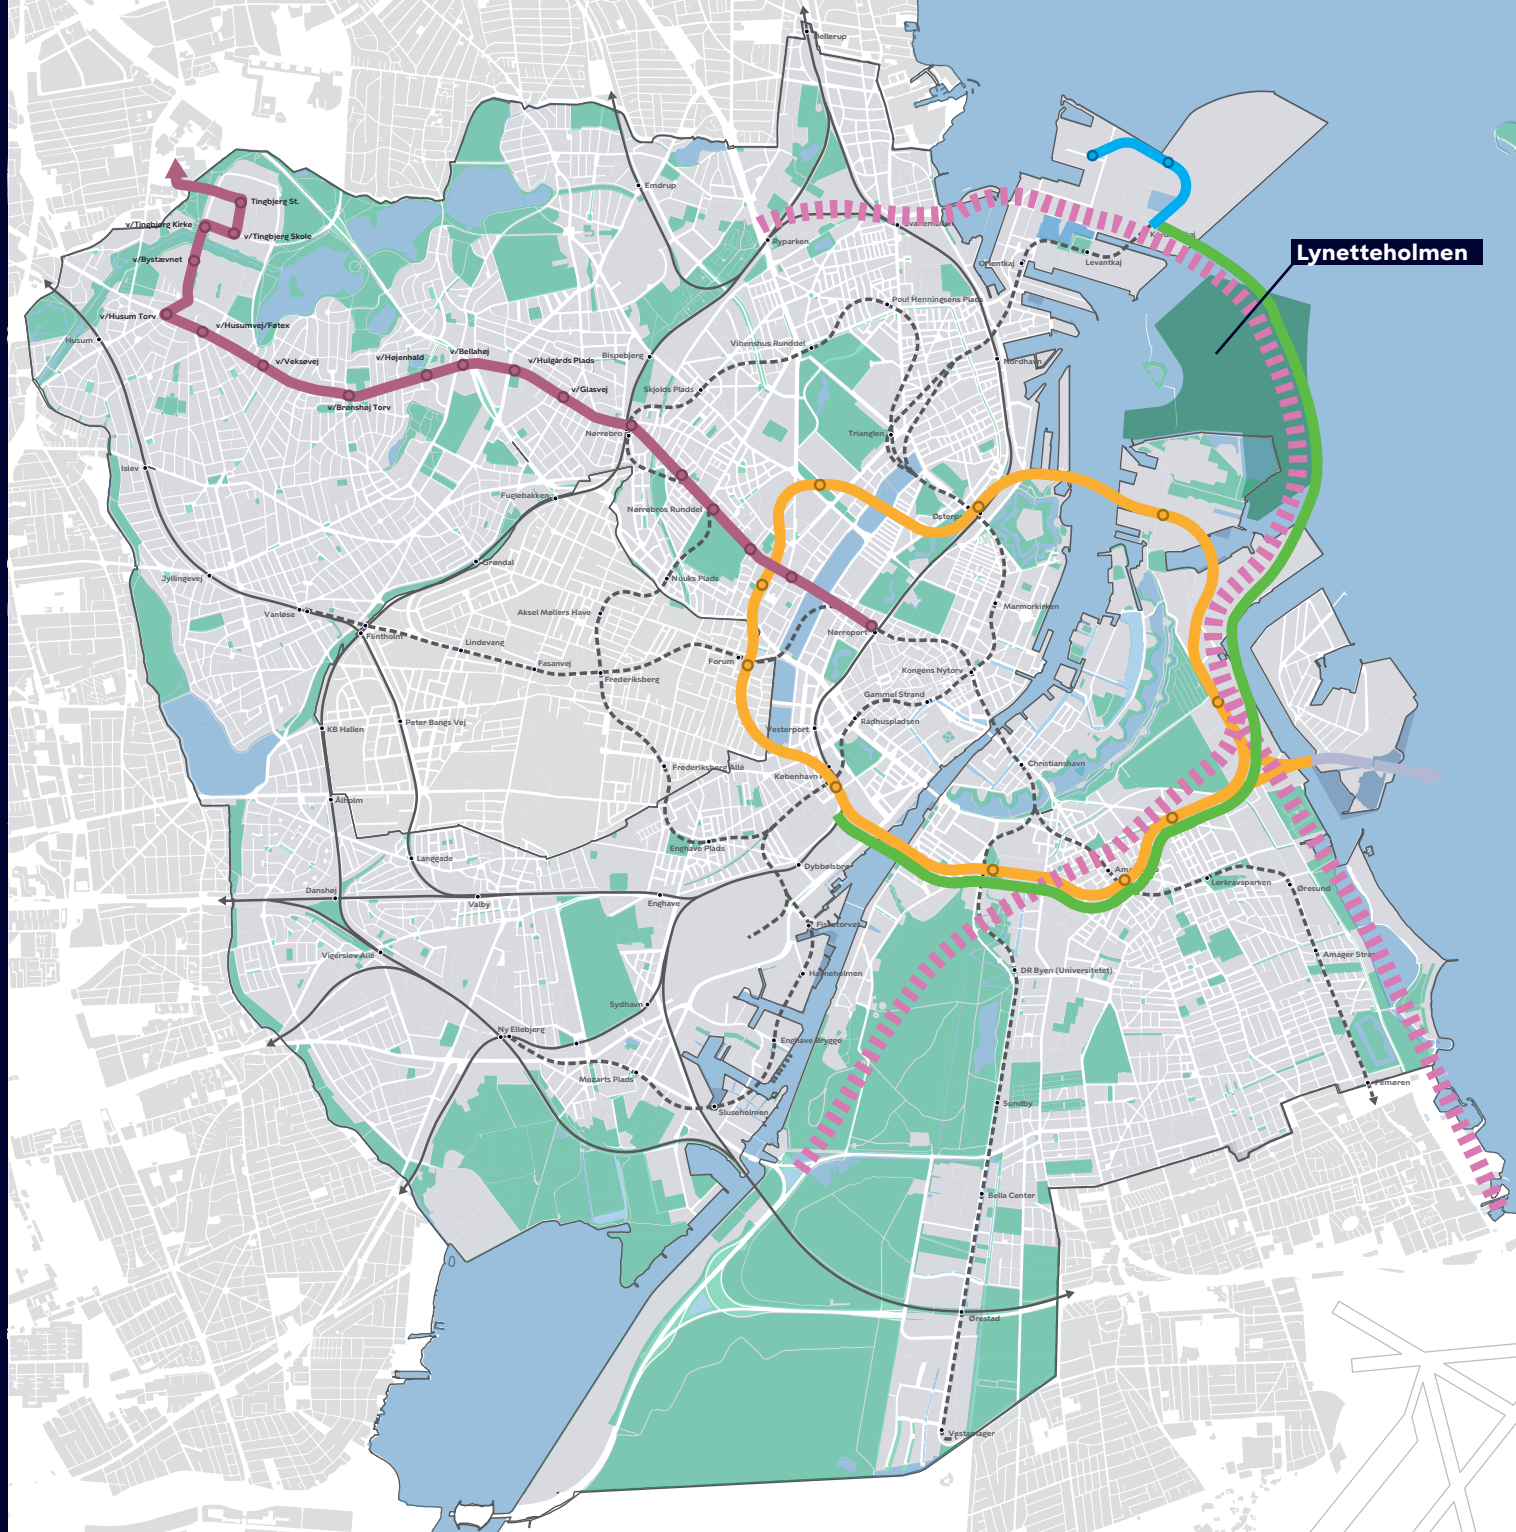 Hellerup
Emdrup
Tingbjerg St.
v/Tingbjerg Kirke
v/Tingbjerg Skole
Ryparken
v/Bystævnet
Orientkaj
Levantkaj
Lynetteholmen
v/Husum Torv
v/Husumvej/Føtex
Poul Henningsens Plads
Husum
Vibenshus Runddel
v/Bellahøj
v/Højenhald
v/Hulgårds Plads
Bispebjerg
v/Veksøvej
Nordhavn
Skjolds Plads
v/Glasvej
v/Brønshøj Torv
Nørrebro
Trianglen
Islev
Fuglebakken
Nørrebros Runddel
Grøndal
Jyllingevej
Nuuks Plads
Vanløse
Aksel Møllers Have
Marmorkirken
Flintholm
Nørreport
Lindevang
Fasanvej
Forum
Kongens Nytorv
Frederiksberg
Gammel Strand
Peter Bangs Vej
Rådhuspladsen
KB Hallen
Vesterport
Christianshavn
Frederiksberg Allé
København H
Ålholm
Enghave Plads
Langgade
Dybbølsbro
Lerkravsparken
Øresund
Danshøj
Valby
Enghave
Fisketorvet
Vigerslev Allé
Amager Strand
DR Byen (Universitetet)
Havneholmen
Sydhavn
Ny Ellebjerg
Enghave Brygge
Mozarts Plads
Femøren
Sluseholmen
Sundby
Bella Center
Ørestad
Vestamager